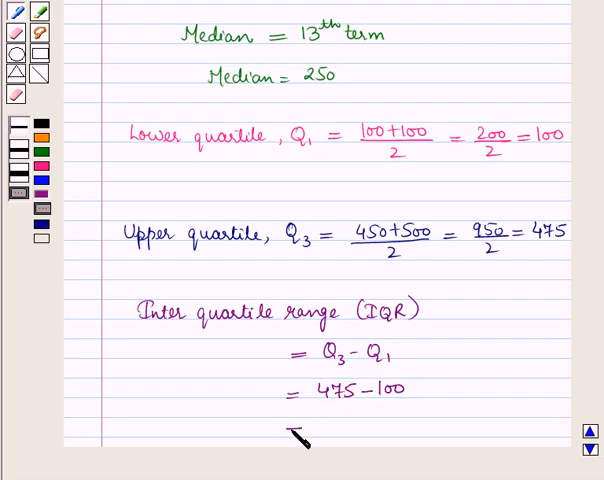 Median = 13th term
Median = 250
Lower quartile, Q1 = 100+100/2 = 200/2 = 100
Upper quartile, Q3 = 450+500/2 = 950/2 = 475
Inter quartile range (IQR)
= Q3 - Q1
= 475 - 100
=